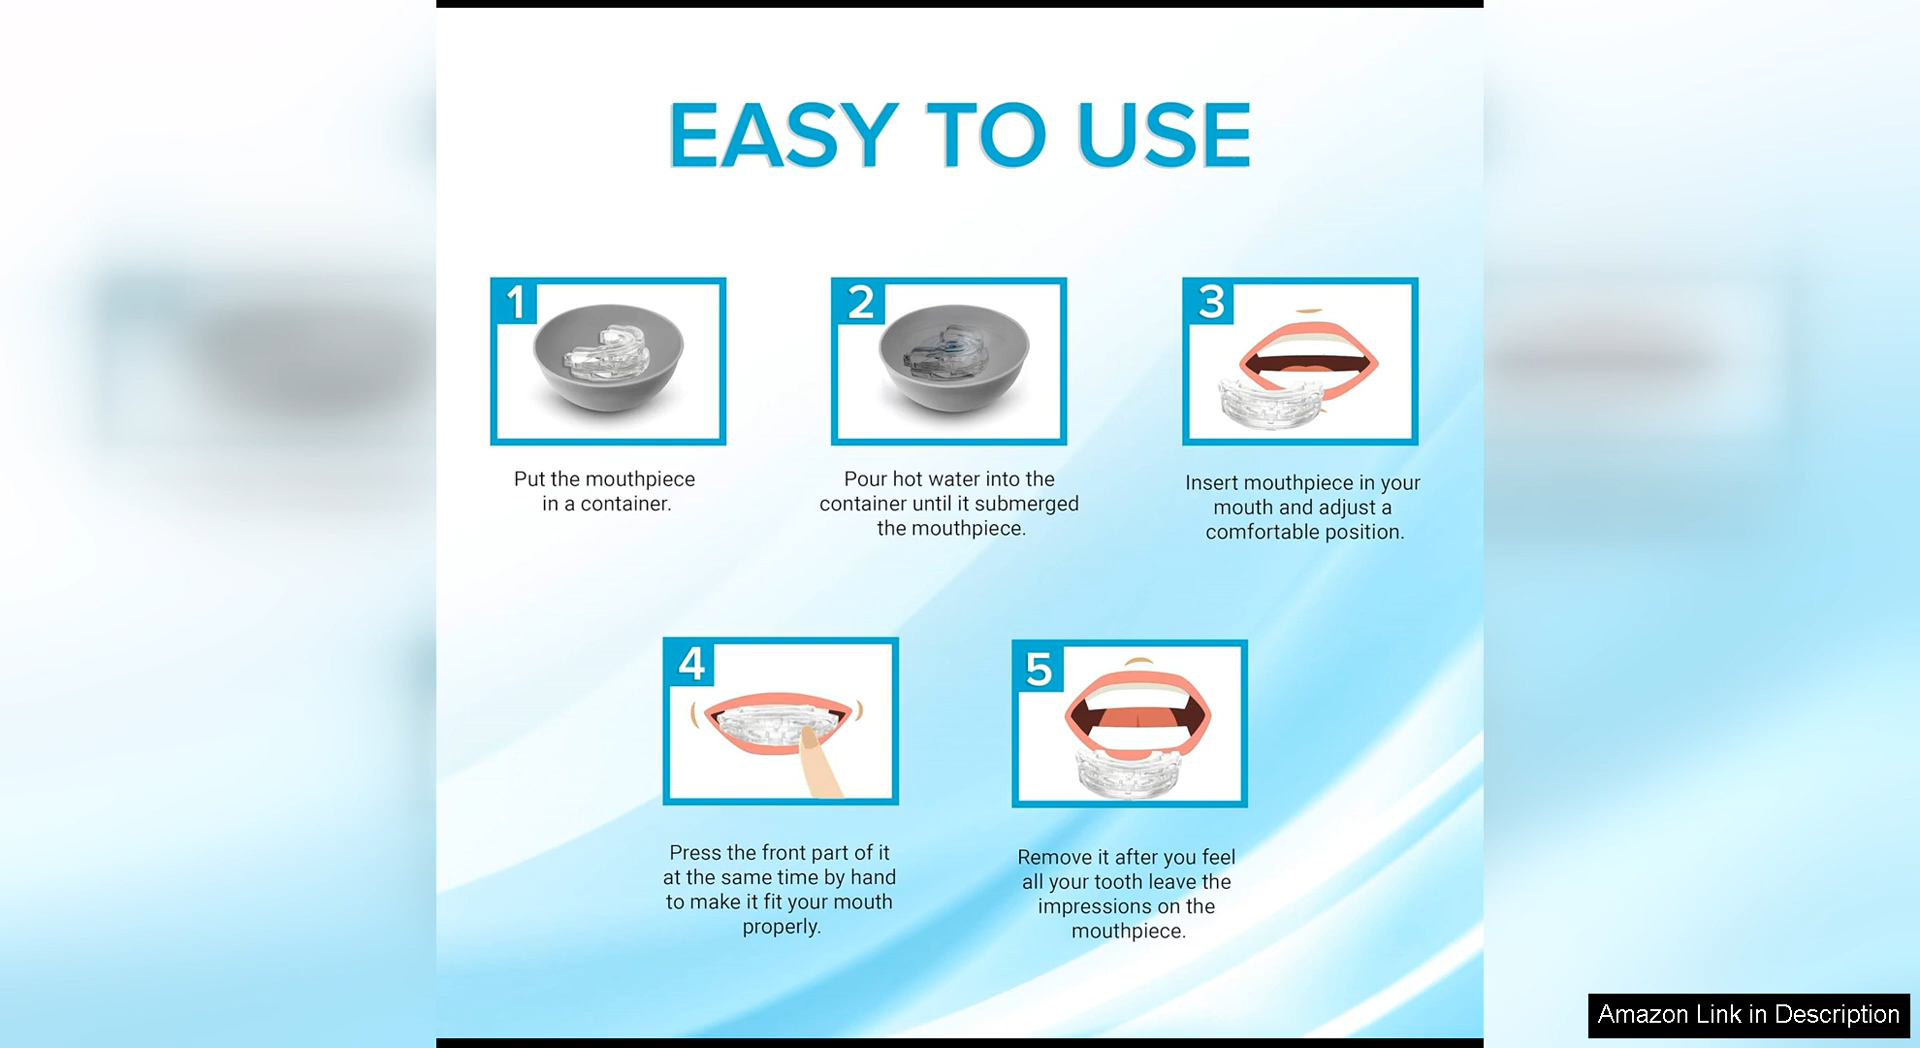 EASY TO USE
1
Put the mouthpiece
in a container.
2
Pour hot water into the
container until it submerged
the mouthpiece.
3
Insert mouthpiece in your
mouth and adjust a
comfortable position.
4
Press the front part of it
at the same time by hand
to make it fit your mouth
properly.
5
Remove it after you feel
all your tooth leave the
impressions on the
mouthpiece.
Amazon Link in Description